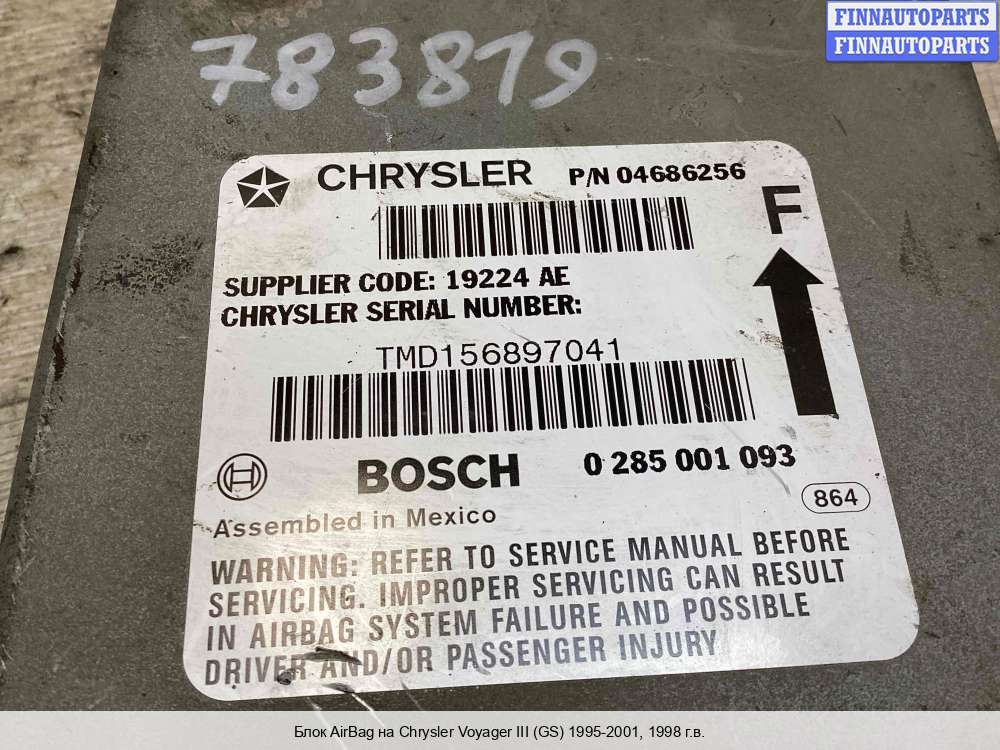 FINNAUTOPARTS
FINNAUTOPARTS
783819
CHRYSLER P/N 04686256
F
SUPPLIER CODE: 19224 AE
CHRYSLER SERIAL NUMBER:
TMD156897041
BOSCH 0 285 001 093
864
Assembled in Mexico
WARNING: REFER TO SERVICE MANUAL BEFORE
SERVICING. IMPROPER SERVICING CAN RESULT
IN AIRBAG SYSTEM FAILURE AND POSSIBLE
DRIVER AND/OR PASSENGER INJURY
Блок AirBag на Chrysler Voyager III (GS) 1995-2001, 1998 г.в.